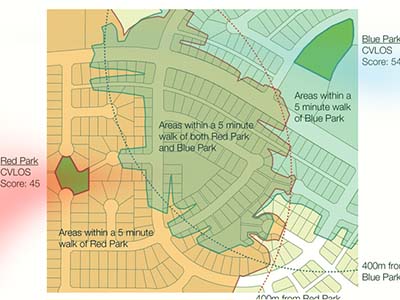 Blue Park
CVLOS
Score: 54
Areas within a
5 minute walk
of Blue Park
Areas within a 5 minute
walk of both Red Park
and Blue Park
Red Park
CVLOS
Score: 45
Areas within a 5 minute
walk of Red Park
400m from
Blue Park
400m from Red Park